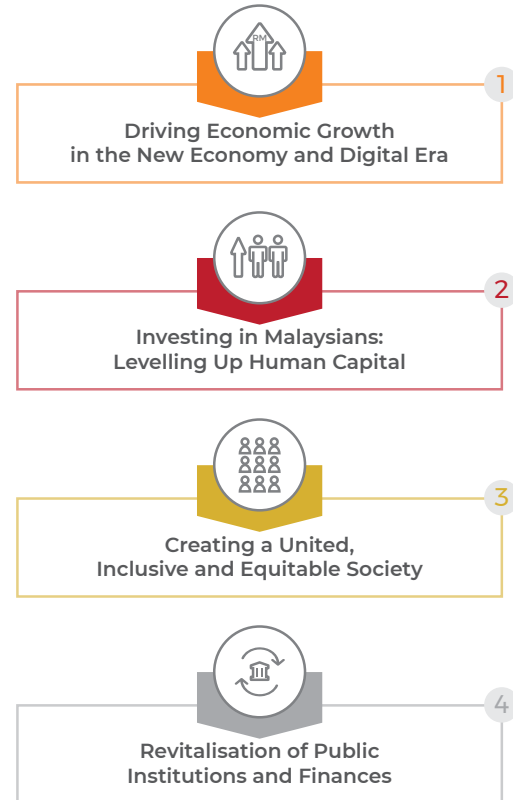 RM
1
Driving Economic Growth
in the New Economy and Digital Era
2
Investing in Malaysians:
Levelling Up Human Capital
3
Creating a United,
Inclusive and Equitable Society
4
Revitalisation of Public
Institutions and Finances